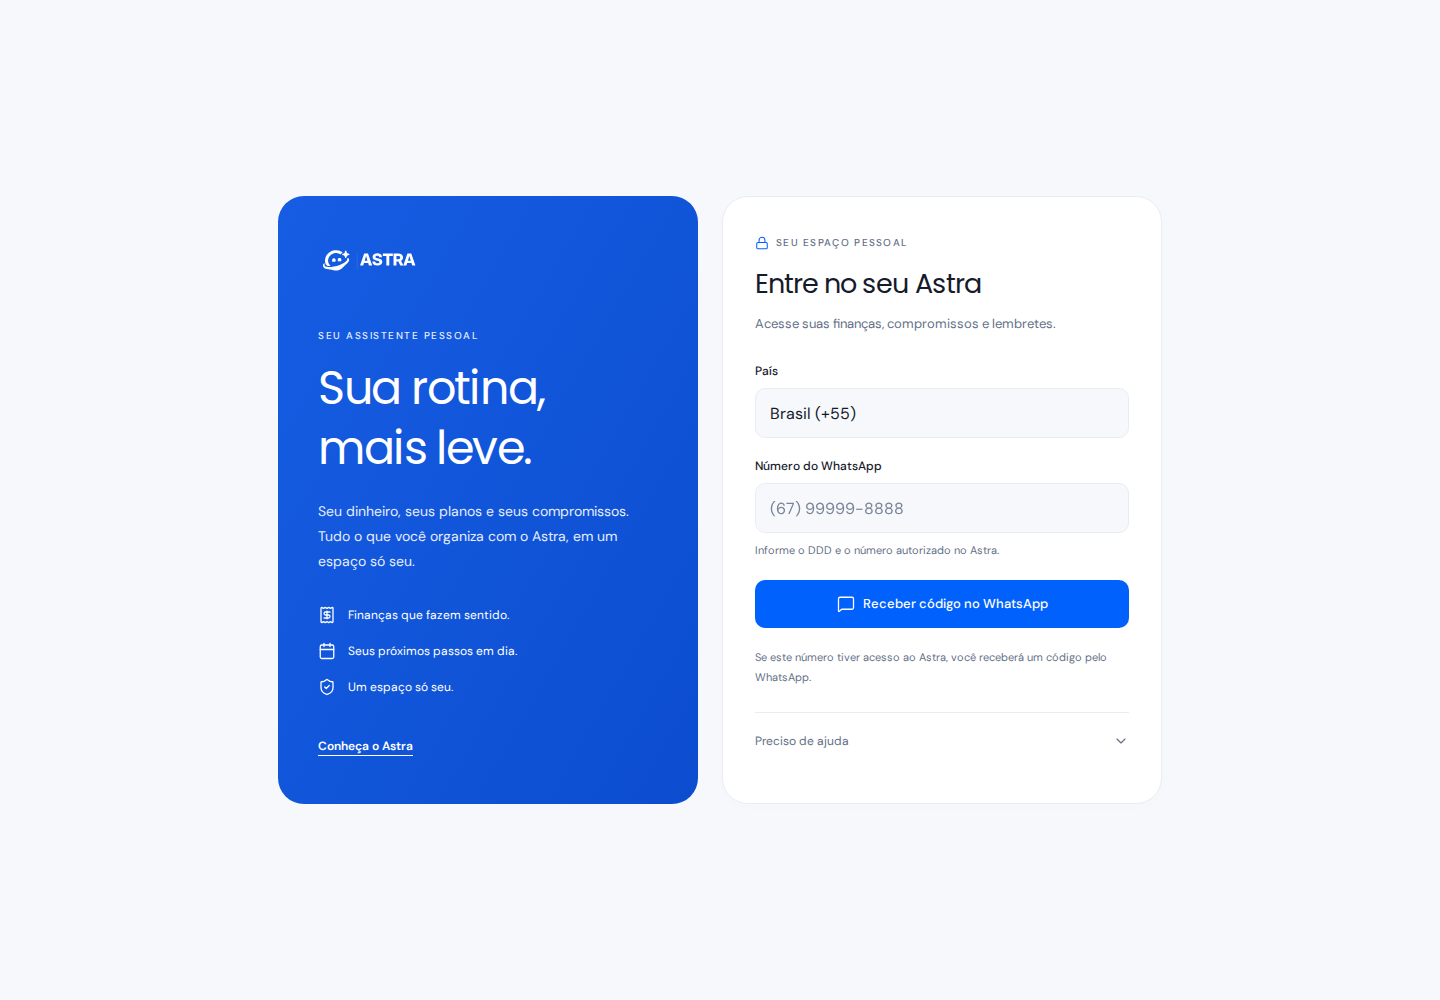 ASTRA
SEU ASSISTENTE PESSOAL
Sua rotina,
mais leve.
Seu dinheiro, seus planos e seus compromissos.
Tudo o que você organiza com o Astra, em um
espaço só seu.
Finanças que fazem sentido.
Seus próximos passos em dia.
Um espaço só seu.
Conheça o Astra
SEU ESPAÇO PESSOAL
Entre no seu Astra
Acesse suas finanças, compromissos e lembretes.
País
Brasil (+55)
Número do WhatsApp
(67) 99999-8888
Informe o DDD e o número autorizado no Astra.
Receber código no WhatsApp
Se este número tiver acesso ao Astra, você receberá um código pelo
WhatsApp.
Preciso de ajuda